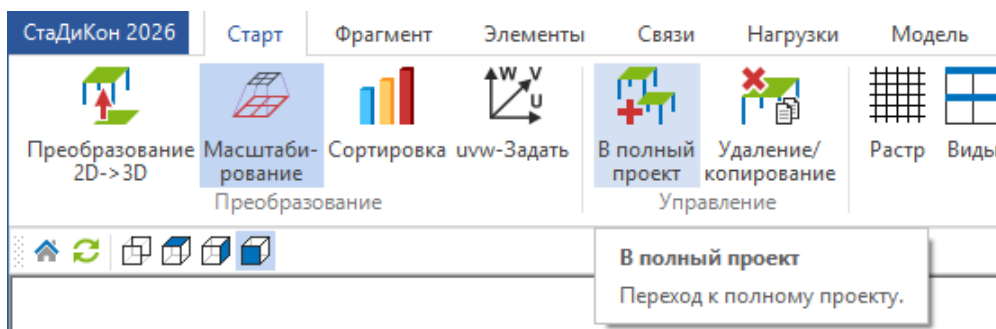 СтаДиКон 2026 Старт Фрагмент Элементы Связи Нагрузки Модель
Преобразование Масштаби- Сортировка uvw-Задать В полный Удаление/ Растр Виды
2D->3D рование проект копирование
Преобразование Управление
W V
U
В полный проект
Переход к полному проекту.